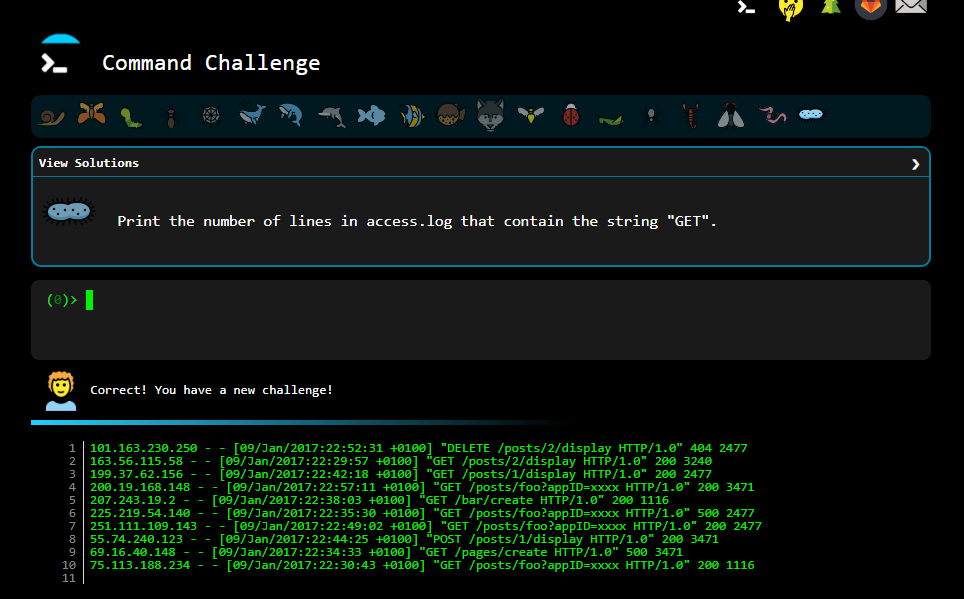 Command Challenge
View Solutions
Print the number of lines in access.log that contain the string "GET".
(0)>
Correct! You have a new challenge!
1 101.163.230.250 - - [09/Jan/2017:22:52:31 +0100] "DELETE /posts/2/display HTTP/1.0" 404 2477
2 163.56.115.58 - - [09/Jan/2017:22:29:57 +0100] "GET /posts/2/display HTTP/1.0" 200 3240
3 199.37.62.156 - - [09/Jan/2017:22:42:18 +0100] "GET /posts/1/display HTTP/1.0" 200 2477
4 200.19.168.148 - - [09/Jan/2017:22:57:11 +0100] "GET /posts/foo?appID=xxxx HTTP/1.0" 200 3471
5 207.243.19.2 - - [09/Jan/2017:22:38:03 +0100] "GET /bar/create HTTP/1.0" 200 1116
6 225.219.54.140 - - [09/Jan/2017:22:35:30 +0100] "GET /posts/foo?appID=xxxx HTTP/1.0" 500 2477
7 251.111.109.143 - - [09/Jan/2017:22:49:02 +0100] "GET /posts/foo?appID=xxxx HTTP/1.0" 200 2477
8 55.74.240.123 - - [09/Jan/2017:22:44:25 +0100] "POST /posts/1/display HTTP/1.0" 200 3471
9 69.16.40.148 - - [09/Jan/2017:22:34:33 +0100] "GET /pages/create HTTP/1.0" 500 3471
10 75.113.188.234 - - [09/Jan/2017:22:30:43 +0100] "GET /posts/foo?appID=xxxx HTTP/1.0" 200 1116
11